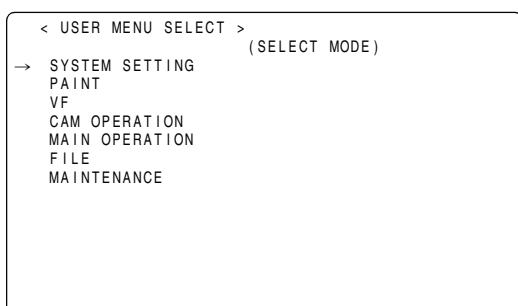 < USER MENU SELECT >
(SELECT MODE)
→ SYSTEM SETTING
PAINT
VF
CAM OPERATION
MAIN OPERATION
FILE
MAINTENANCE